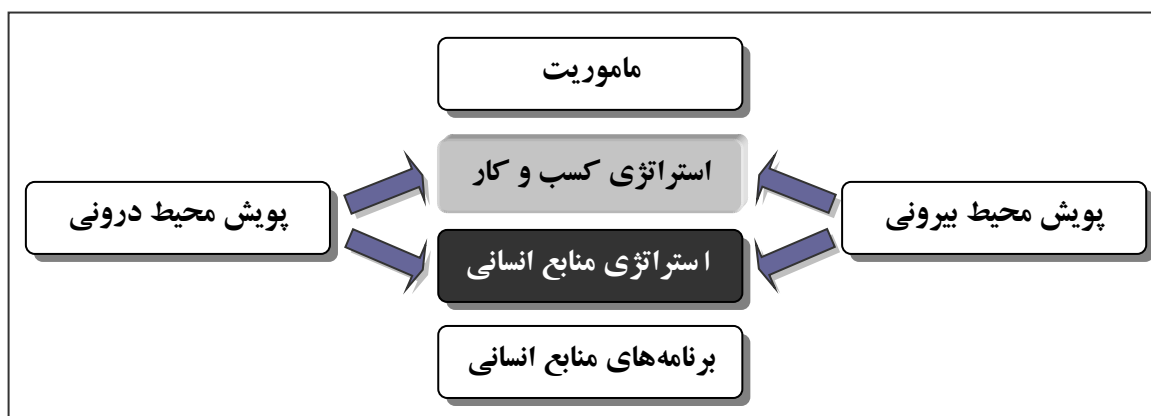 ماموریت
استراتژی کسب و کار
پویش محیط بیرونی
پویش محیط درونی
استراتژی منابع انسانی
برنامه‌های منابع انسانی